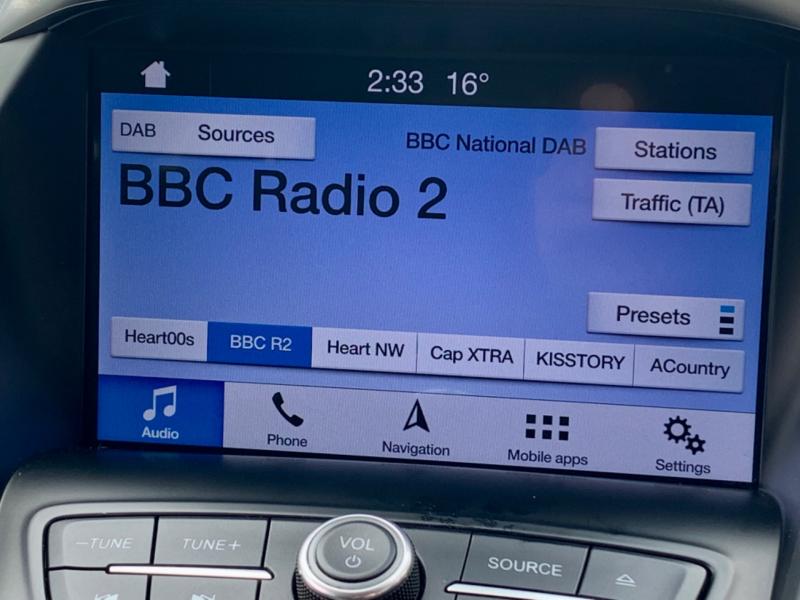 2:33 16°
DAB Sources
BBC National DAB
Stations
BBC Radio 2
Traffic (TA)
Presets
Heart00s
BBC R2
Heart NW
Cap XTRA
KISSTORY
ACountry
Audio
Phone
Navigation
Mobile apps
Settings
–TUNE
TUNE+
VOL
SOURCE